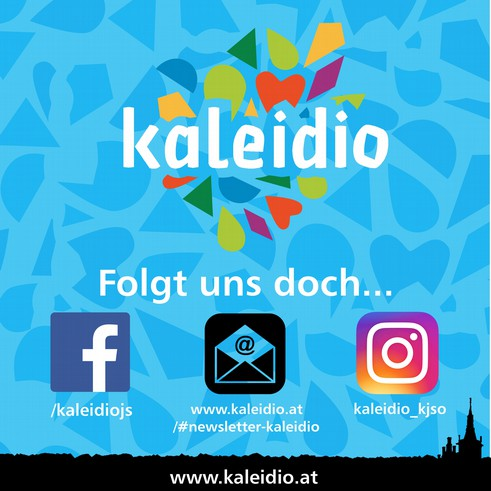 kaleidio
Folgt uns doch...
f
@
/kaleidiojs
www.kaleidio.at
/#newsletter-kaleidio
kaleidio_kjso
www.kaleidio.at